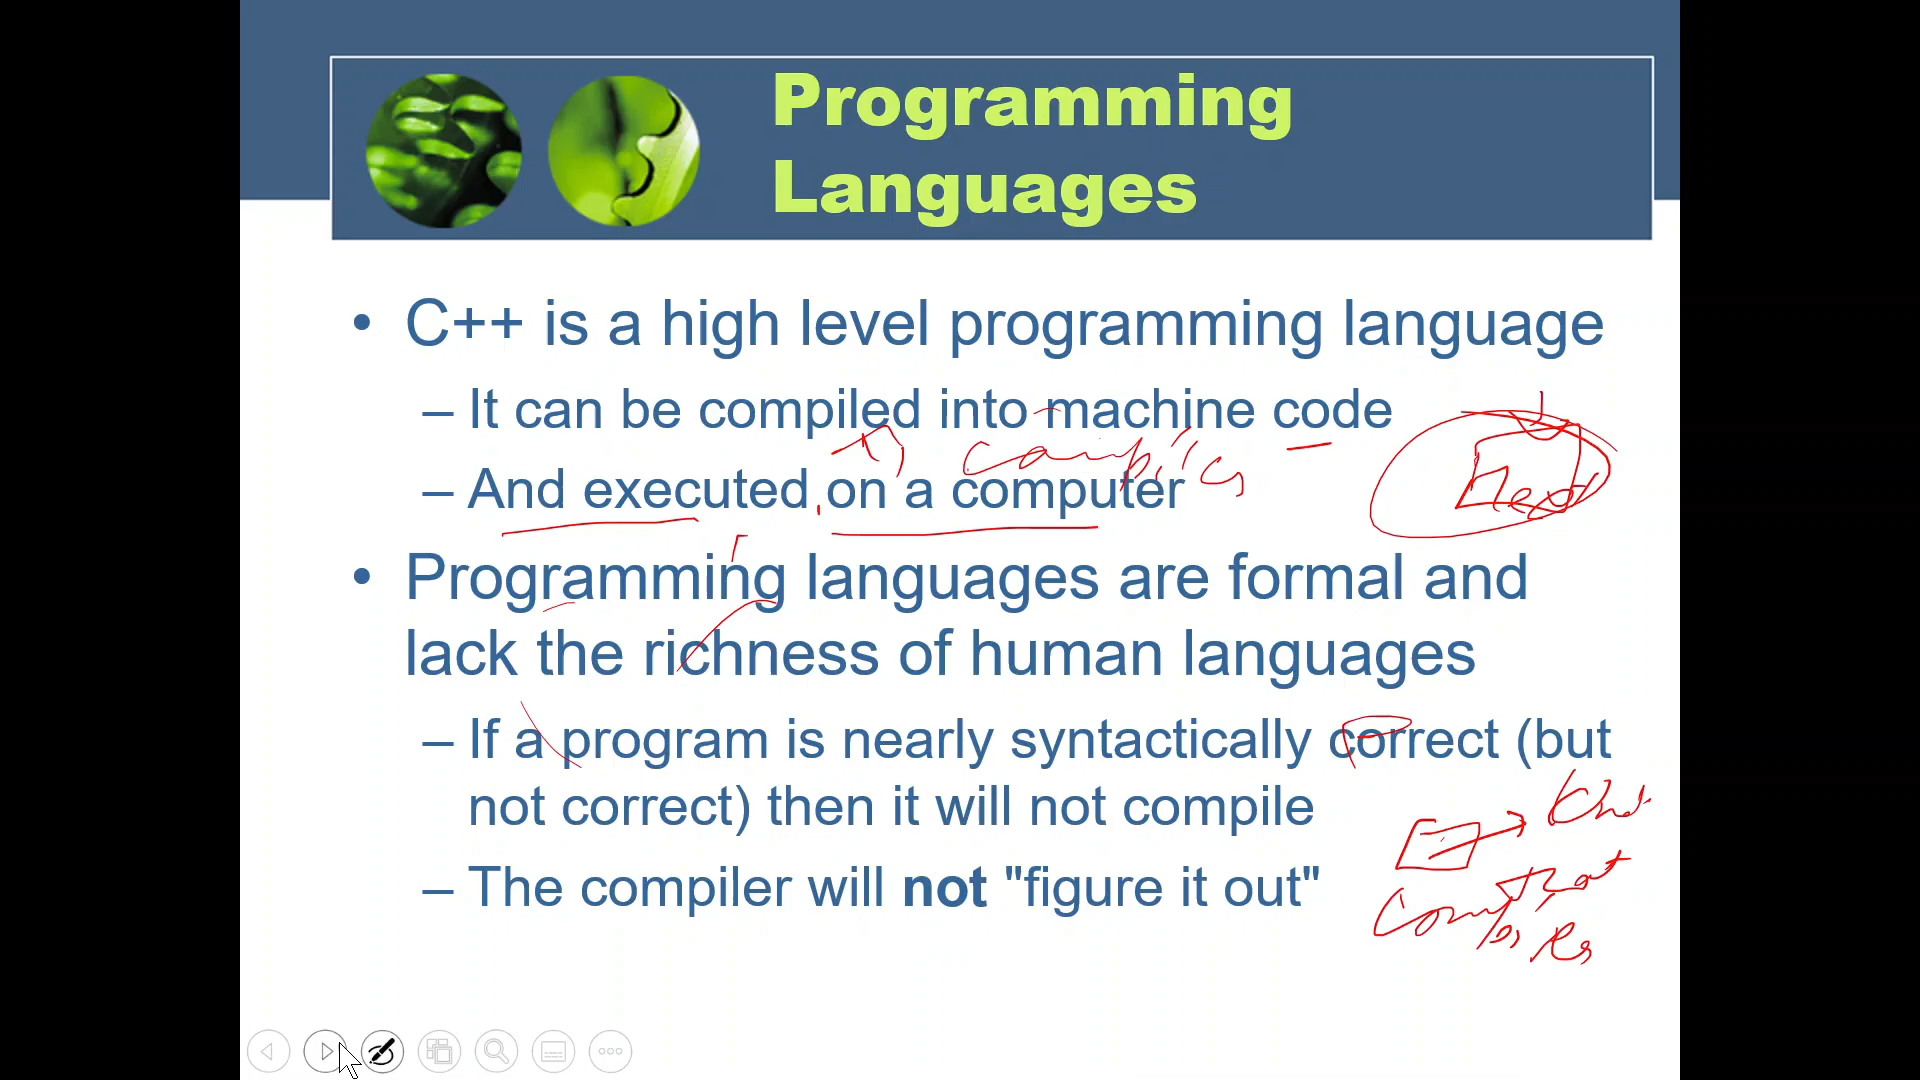 Programming
Languages
• C++ is a high level programming language
– It can be compiled into machine code
– And executed on a computer
• Programming languages are formal and
lack the richness of human languages
– If a program is nearly syntactically correct (but
not correct) then it will not compile
– The compiler will not "figure it out"